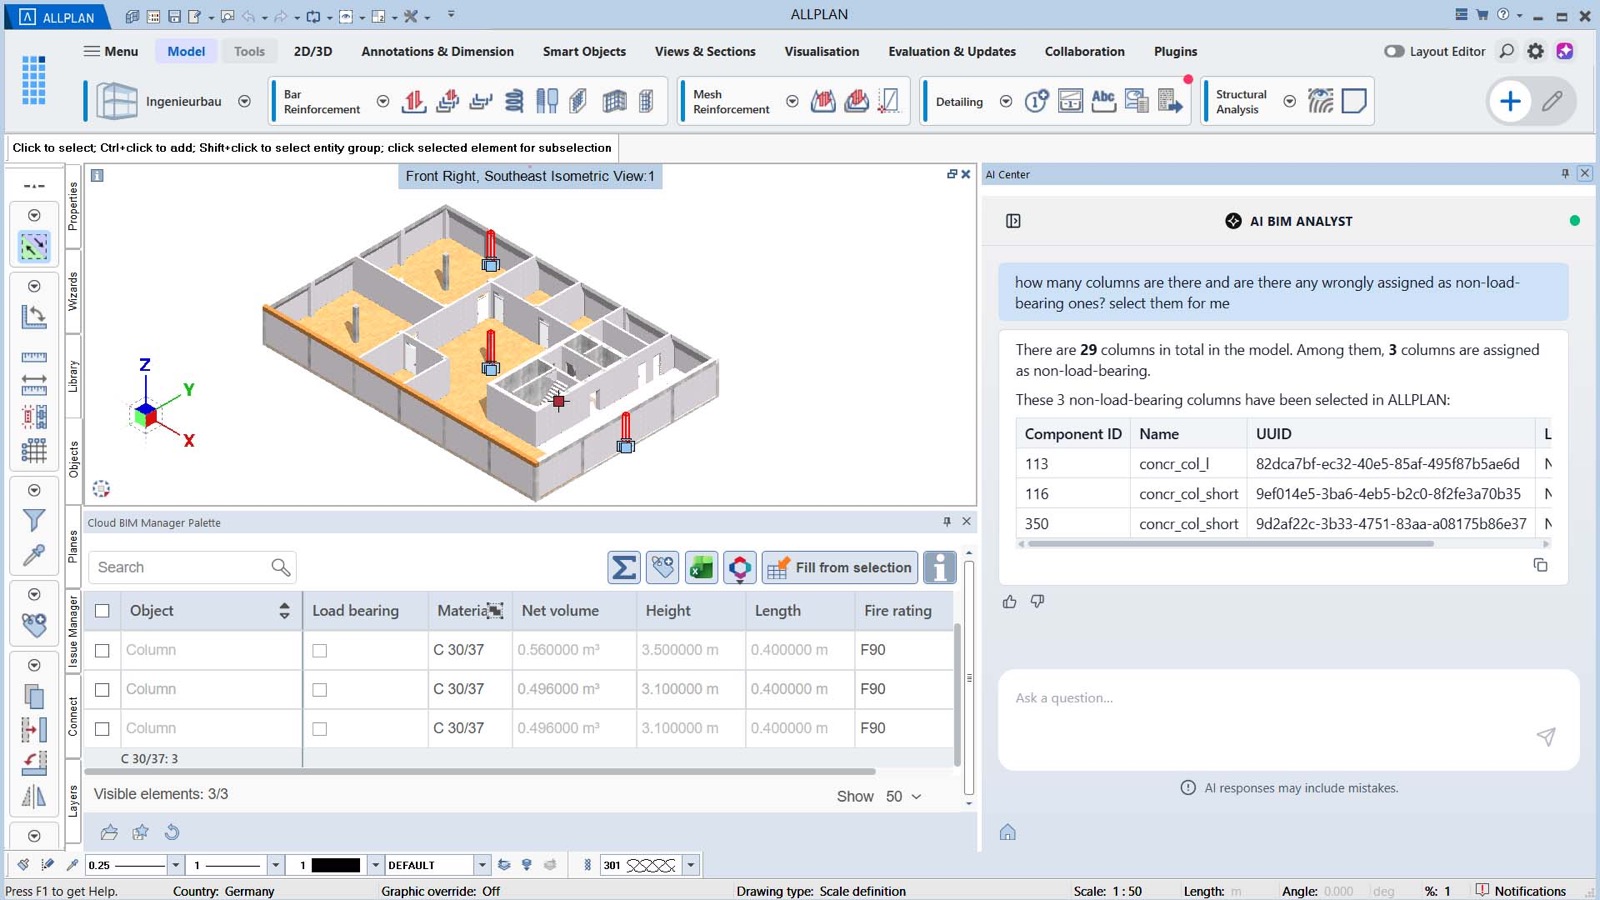 ALLPLAN
ALLPLAN
Menu
Model
Tools
2D/3D
Annotations & Dimension
Smart Objects
Views & Sections
Visualisation
Evaluation & Updates
Collaboration
Plugins
Layout Editor
Ingenieurbau
Bar
Reinforcement
Mesh
Reinforcement
Detailing
Abc
Structural
Analysis
Click to select; Ctrl+click to add; Shift+click to select entity group; click selected element for subselection
Properties
Wizards
Library
Objects
Planes
Issue Manager
Connect
Layers
Front Right, Southeast Isometric View:1
Z
Y
X
Cloud BIM Manager Palette
Search
Fill from selection
Object Load bearing Materia Net volume Height Length Fire rating
Column C 30/37 0.560000 m³ 3.500000 m 0.400000 m F90
Column C 30/37 0.496000 m³ 3.100000 m 0.400000 m F90
Column C 30/37 0.496000 m³ 3.100000 m 0.400000 m F90
C 30/37: 3
Visible elements: 3/3
Show 50
AI Center
AI BIM ANALYST
how many columns are there and are there any wrongly assigned as non-load-
bearing ones? select them for me
There are 29 columns in total in the model. Among them, 3 columns are assigned
as non-load-bearing.
These 3 non-load-bearing columns have been selected in ALLPLAN:
Component ID Name UUID L
113 concr_col_l 82dca7bf-ec32-40e5-85af-495f87b5ae6d N
116 concr_col_short 9ef014e5-3ba6-4eb5-b2c0-8f2fe3a70b35 N
350 concr_col_short 9d2af22c-3b33-4751-83aa-a08175b86e37 N
Ask a question...
AI responses may include mistakes.
0.25 1 1 DEFAULT 301
Press F1 to get Help. Country: Germany Graphic override: Off Drawing type: Scale definition Scale: 1 : 50 Length: m Angle: 0.000 deg %: 1 Notifications